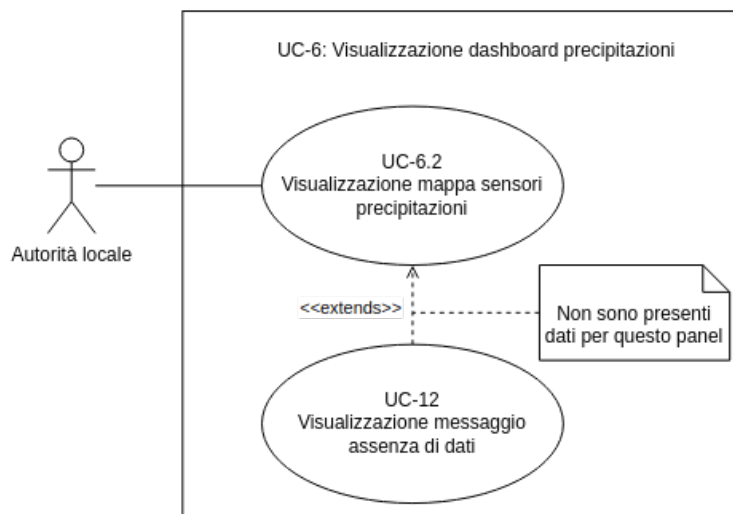 UC-6: Visualizzazione dashboard precipitazioni
UC-6.2
Visualizzazione mappa sensori
precipitazioni
Autorità locale
<<extends>>
Non sono presenti
dati per questo panel
UC-12
Visualizzazione messaggio
assenza di dati